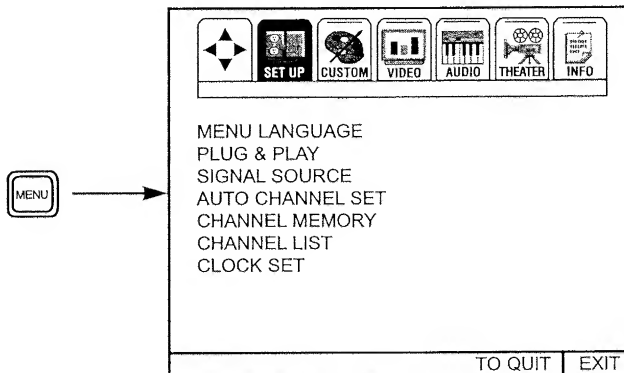 SET UP CUSTOM VIDEO AUDIO THEATER INFO
MENU LANGUAGE
PLUG & PLAY
SIGNAL SOURCE
MENU
AUTO CHANNEL SET
CHANNEL MEMORY
CHANNEL LIST
CLOCK SET
TO QUIT EXIT